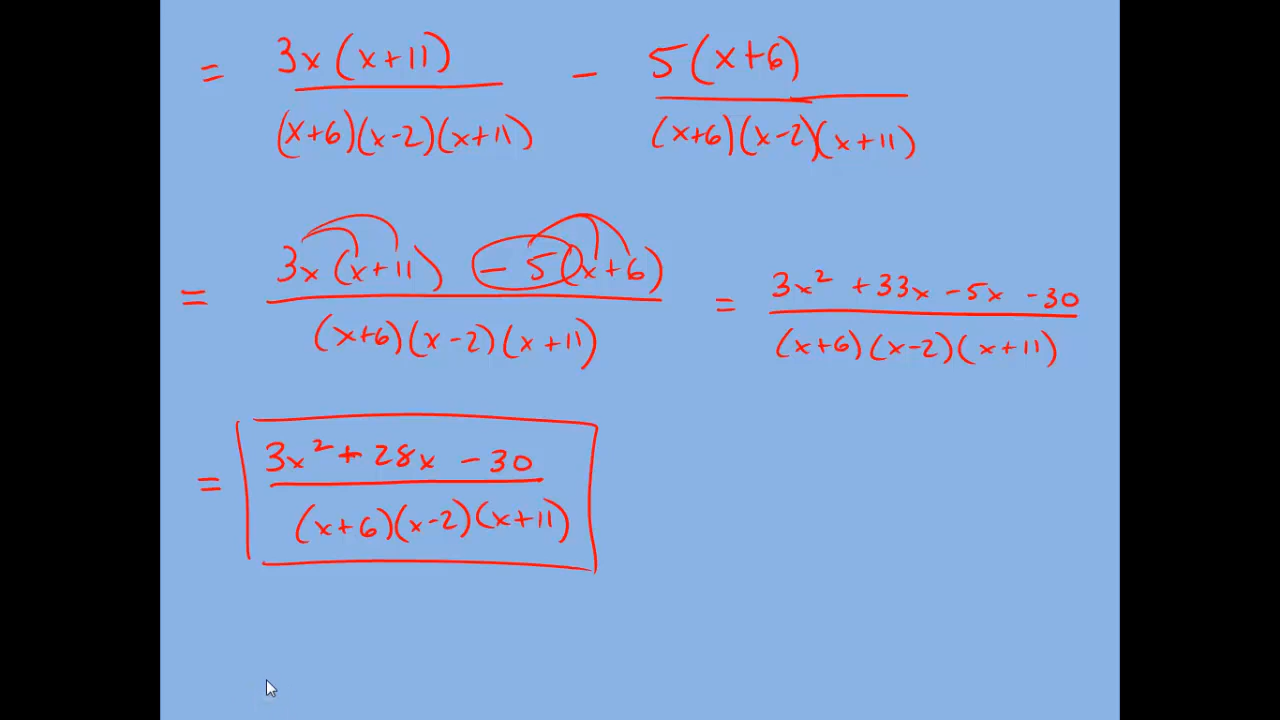 = 3x(x+11) / (x+6)(x-2)(x+11) - 5(x+6) / (x+6)(x-2)(x+11)
= 3x(x+11) - 5(x+6) / (x+6)(x-2)(x+11) = 3x² + 33x - 5x - 30 / (x+6)(x-2)(x+11)
= 3x² + 28x - 30 / (x+6)(x-2)(x+11)